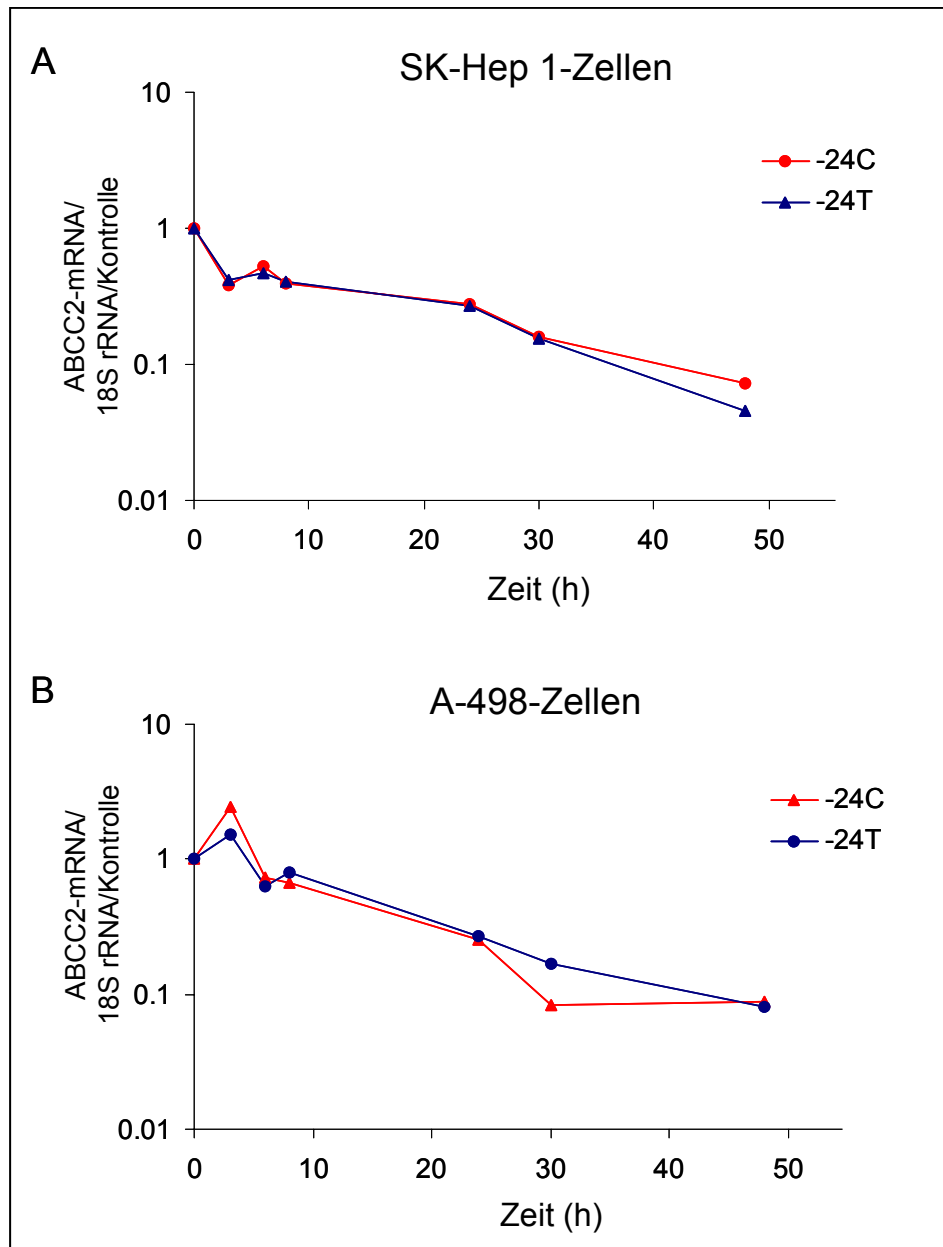 A
SK-Hep 1-Zellen
10
1
0.1
0.01
ABCC2-mRNA/
18S rRNA/Kontrolle
-24C
-24T
0 10 20 30 40 50
Zeit (h)
B
A-498-Zellen
10
1
0.1
0.01
ABCC2-mRNA/
18S rRNA/Kontrolle
-24C
-24T
0 10 20 30 40 50
Zeit (h)